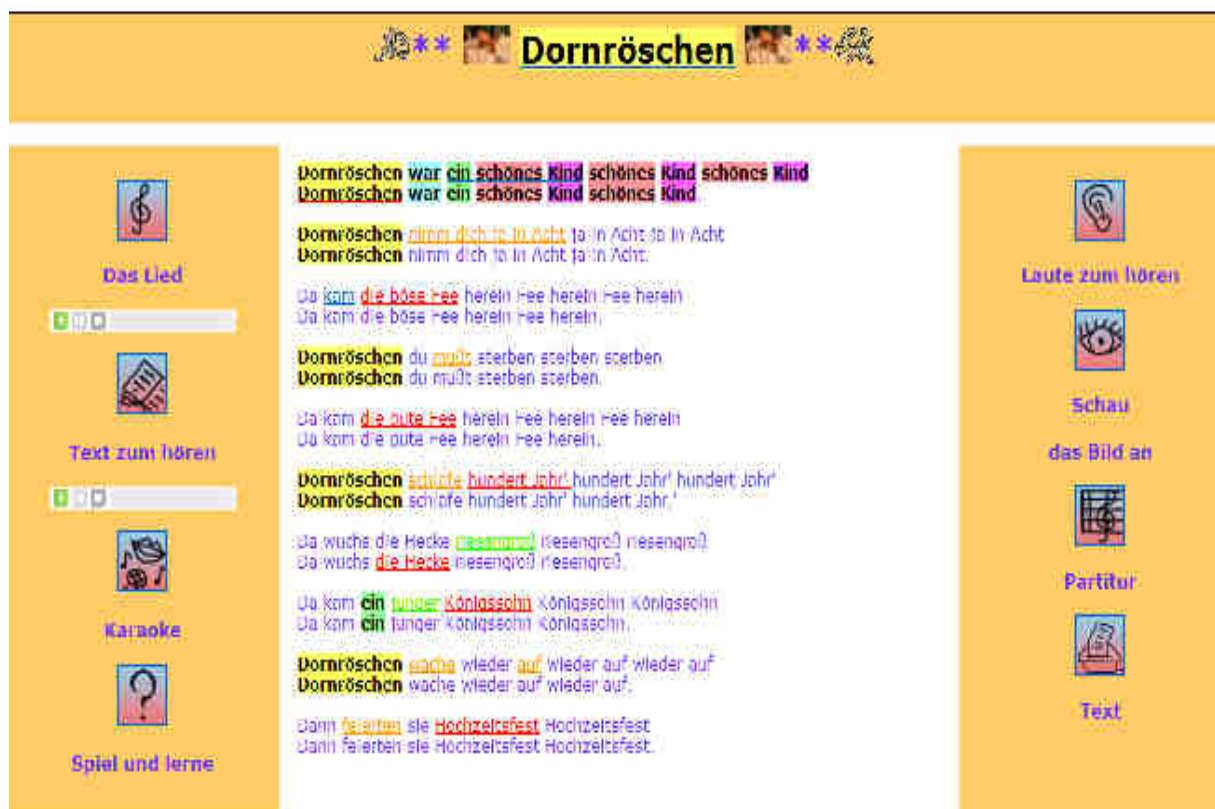 ** Dornröschen **
Das Lied
Text zum hören
Karaoke
Spiel und lerne
Dornröschen war ein schönes Kind schönes Kind schönes Kind
Dornröschen war ein schönes Kind schönes Kind.
Dornröschen nimm dich ja in Acht ja in Acht ja in Acht
Dornröschen nimm dich ja in Acht ja in Acht.
Da kam die böse Fee herein Fee herein Fee herein
Da kam die böse Fee herein Fee herein.
Dornröschen du mußt sterben sterben sterben
Dornröschen du mußt sterben sterben.
Da kam die gute Fee herein Fee herein Fee herein
Da kam die gute Fee herein Fee herein.
Dornröschen schlafe hundert Jahr' hundert Jahr' hundert Jahr'
Dornröschen schlafe hundert Jahr' hundert Jahr.'
Da wuchs die Hecke riesengroß riesengroß riesengroß
Da wuchs die Hecke riesengroß riesengroß.
Da kam ein junger Königssohn Königssohn Königssohn
Da kam ein junger Königssohn Königssohn.
Dornröschen wache wieder auf wieder auf wieder auf
Dornröschen wache wieder auf wieder auf.
Dann feierten sie Hochzeitsfest Hochzeitsfest
Dann feierten sie Hochzeitsfest Hochzeitsfest.
Laute zum hören
Schau
das Bild an
Partitur
Text